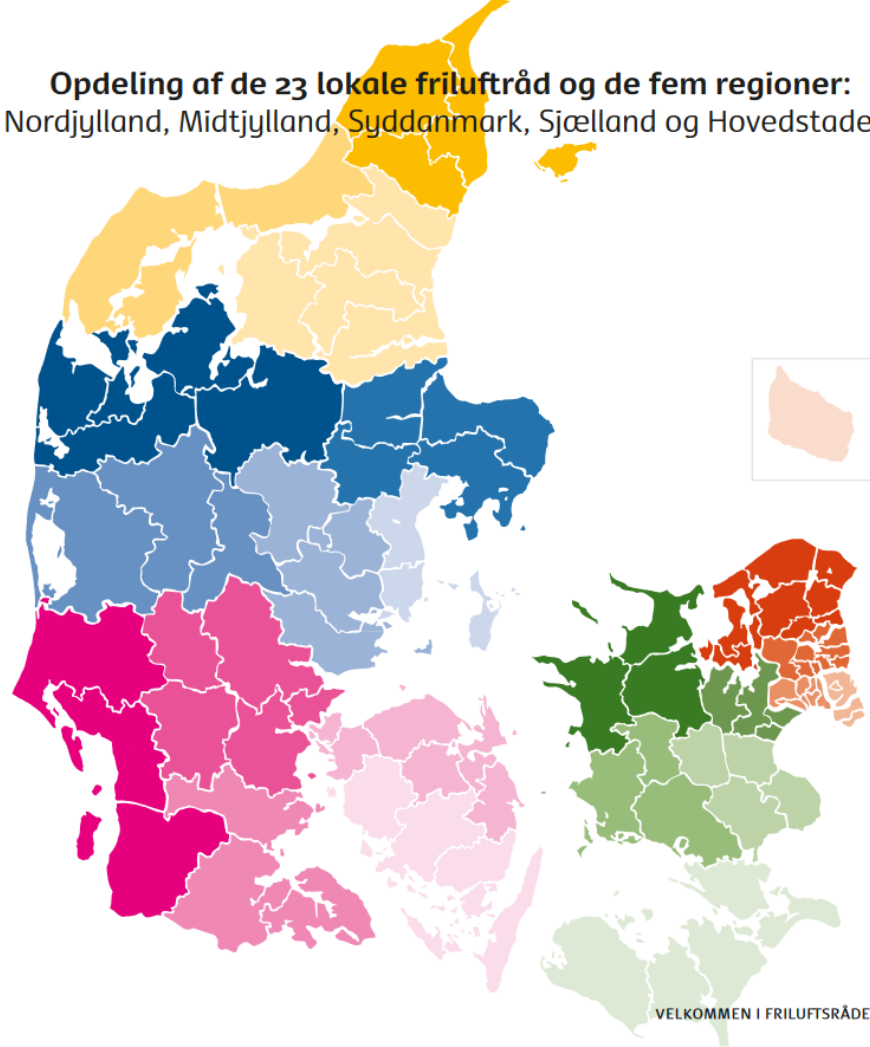 Opdeling af de 23 lokale friluftråd og de fem regioner:
Nordjylland, Midtjylland, Syddanmark, Sjælland og Hovedstade
VELKOMMEN I FRILUFTSRÅDE